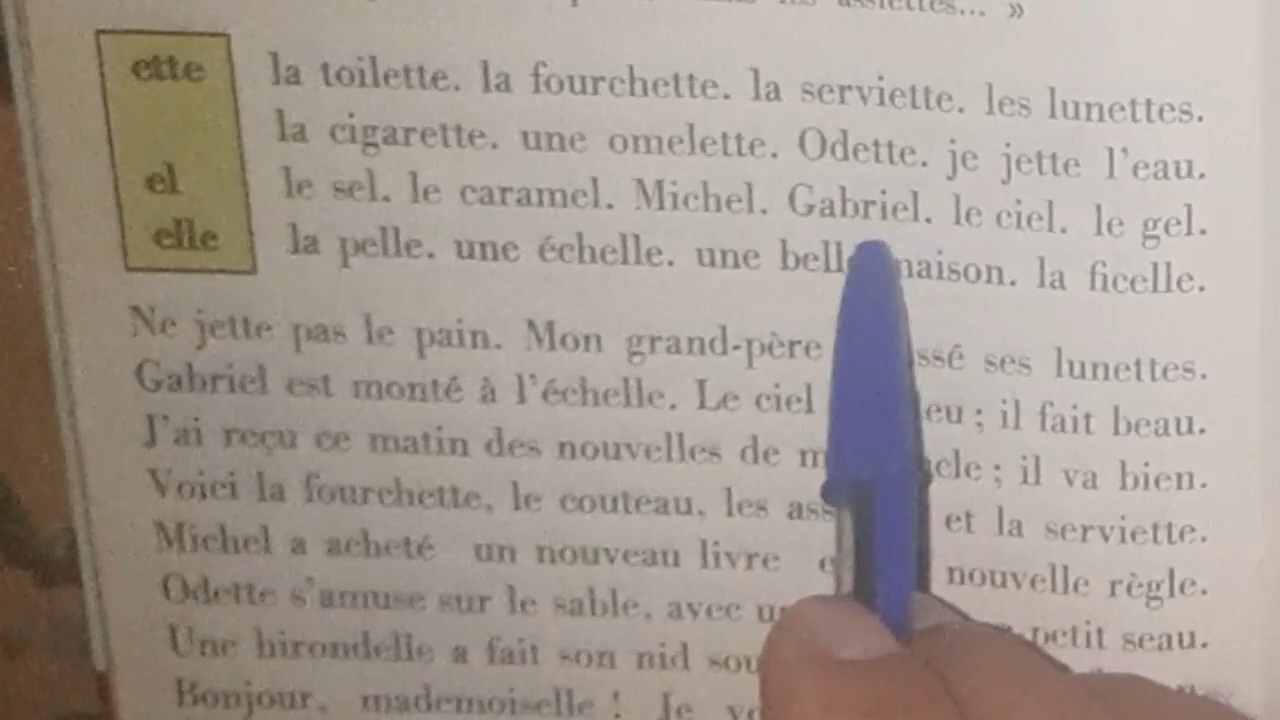 assiettes... »
ette la toilette. la fourchette. la serviette. les lunettes.
la cigarette. une omelette. Odette. je jette l'eau.
el le sel. le caramel. Michel. Gabriel. le ciel. le gel.
elle la pelle. une échelle. une belle maison. la ficelle.
Ne jette pas le pain. Mon grand-père ssé ses lunettes.
Gabriel est monté à l'échelle. Le ciel eu ; il fait beau.
J'ai reçu ce matin des nouvelles de m cle ; il va bien.
Voici la fourchette, le couteau, les ass et la serviette.
Michel a acheté un nouveau livre nouvelle règle.
Odette s'amuse sur le sable, avec petit seau.
Une hirondelle a fait son nid sou
Bonjour, mademoiselle ! Je